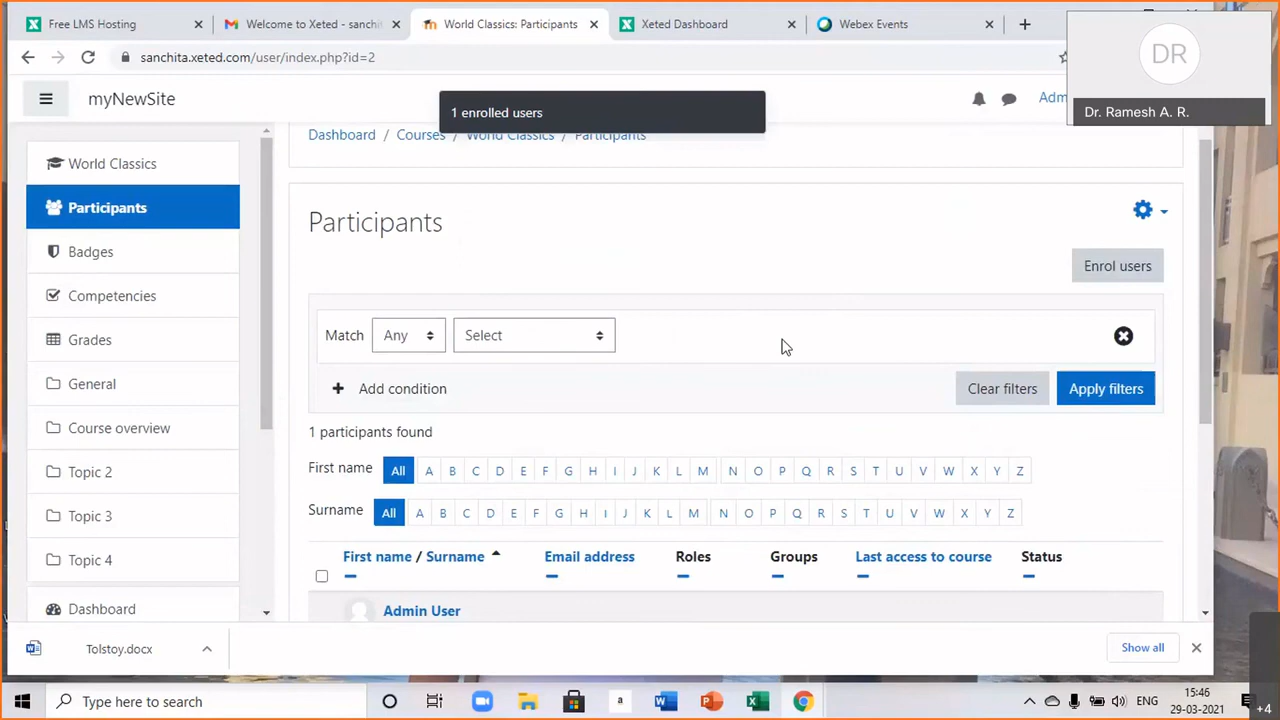 Free LMS Hosting
Welcome to Xeted - sanchit
World Classics: Participants
Xeted Dashboard
Webex Events
sanchita.xeted.com/user/index.php?id=2
DR
Dr. Ramesh A. R.
myNewSite
1 enrolled users
Adm
Dashboard / Courses / World Classics / Participants
World Classics
Participants
Badges
Competencies
Grades
General
Course overview
Topic 2
Topic 3
Topic 4
Dashboard
Participants
Enrol users
Match Any Select
Add condition
Clear filters
Apply filters
1 participants found
First name All A B C D E F G H I J K L M N O P Q R S T U V W X Y Z
Surname All A B C D E F G H I J K L M N O P Q R S T U V W X Y Z
First name / Surname Email address Roles Groups Last access to course Status
Admin User
Tolstoy.docx
Show all
Type here to search
ENG
15:46
29-03-2021
+4